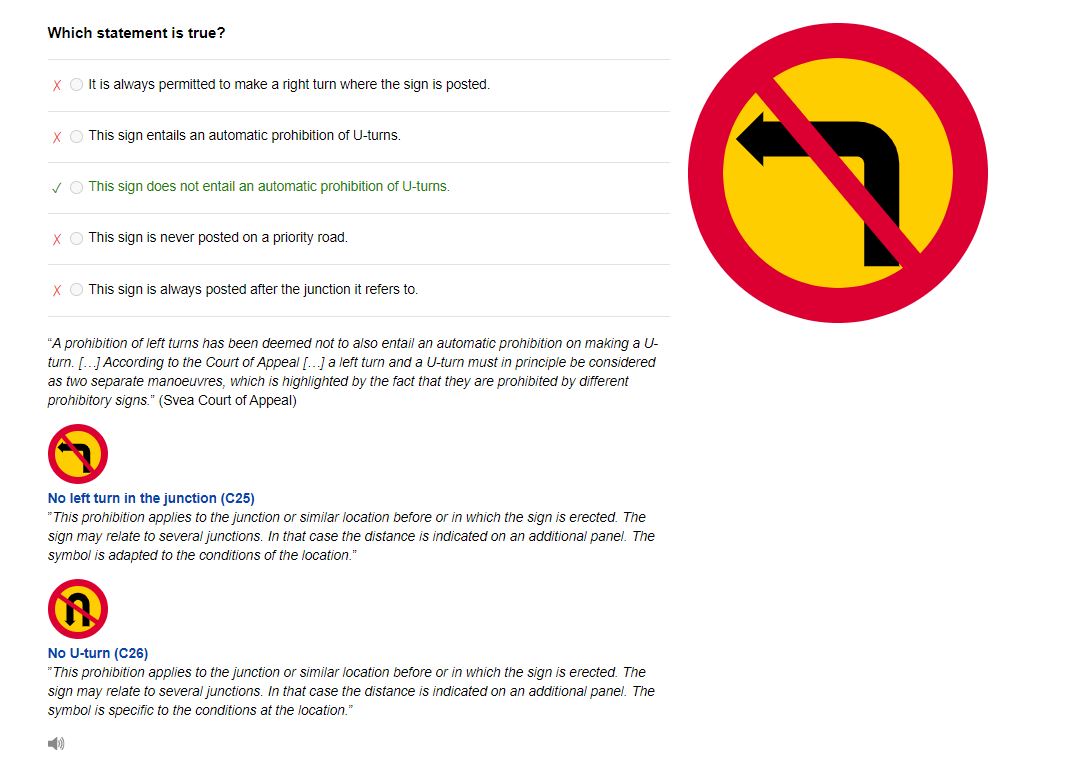 Which statement is true?
It is always permitted to make a right turn where the sign is posted.
This sign entails an automatic prohibition of U-turns.
This sign does not entail an automatic prohibition of U-turns.
This sign is never posted on a priority road.
This sign is always posted after the junction it refers to.
“A prohibition of left turns has been deemed not to also entail an automatic prohibition on making a U-
turn. […] According to the Court of Appeal […] a left turn and a U-turn must in principle be considered
as two separate manoeuvres, which is highlighted by the fact that they are prohibited by different
prohibitory signs.” (Svea Court of Appeal)
No left turn in the junction (C25)
”This prohibition applies to the junction or similar location before or in which the sign is erected. The
sign may relate to several junctions. In that case the distance is indicated on an additional panel. The
symbol is adapted to the conditions of the location.”
No U-turn (C26)
”This prohibition applies to the junction or similar location before or in which the sign is erected. The
sign may relate to several junctions. In that case the distance is indicated on an additional panel. The
symbol is specific to the conditions at the location.”